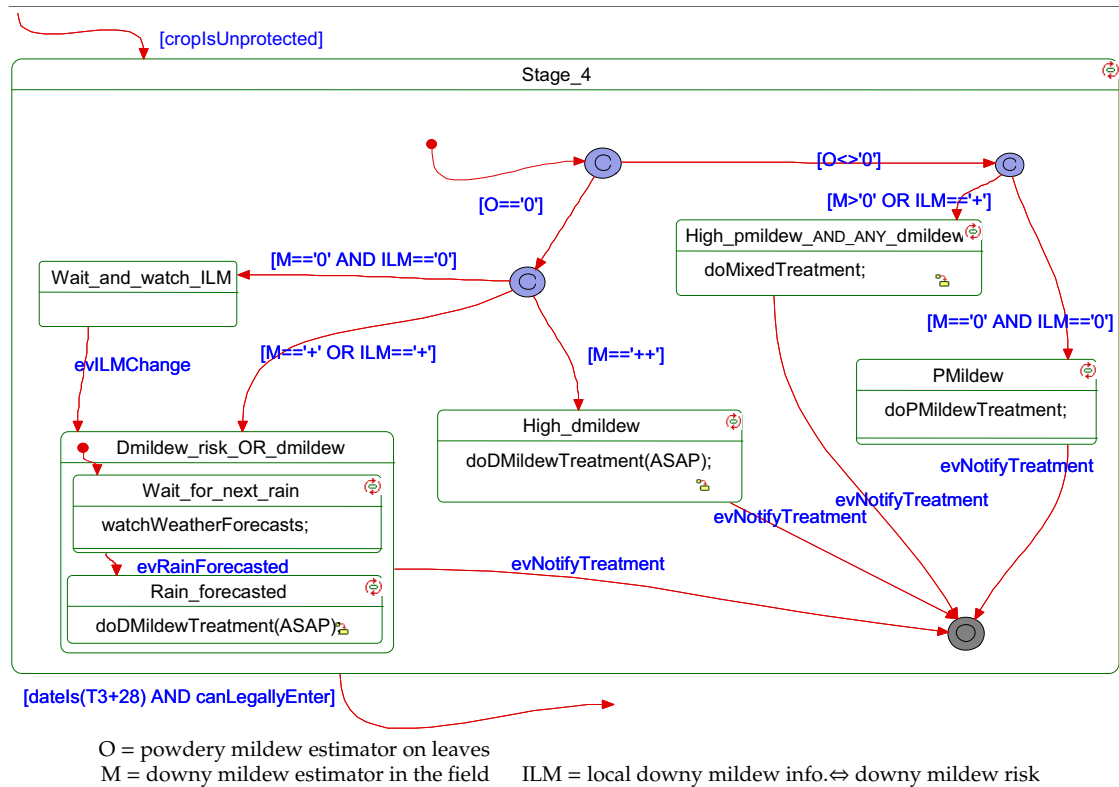 [cropIsUnprotected]
Stage_4
[O<>'0']
[O=='0']
[M>'0' OR ILM=='+']
High_pmildew_AND_ANY_dmildew
doMixedTreatment;
[M=='0' AND ILM=='0']
Wait_and_watch_ILM
[M=='0' AND ILM=='0']
[M=='+' OR ILM=='+']
[M=='++']
evILMChange
PMildew
doPMildewTreatment;
High_dmildew
doDMildewTreatment(ASAP);
Dmildew_risk_OR_dmildew
Wait_for_next_rain
watchWeatherForecasts;
evNotifyTreatment
evNotifyTreatment
evNotifyTreatment
evRainForecasted
evNotifyTreatment
Rain_forecasted
doDMildewTreatment(ASAP);
[dateIs(T3+28) AND canLegallyEnter]
O = powdery mildew estimator on leaves
M = downy mildew estimator in the field ILM = local downy mildew info.⇔ downy mildew risk